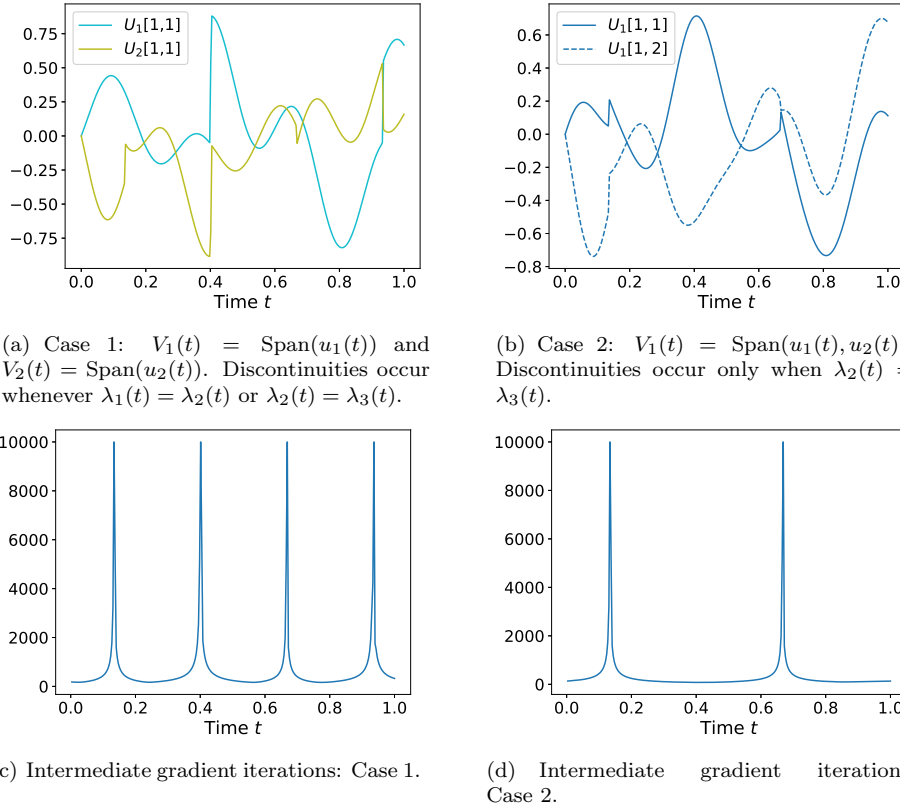 U₁[1,1]
U₂[1,1]
0.75
0.50
0.25
0.00
−0.25
−0.50
−0.75
0.0 0.2 0.4 0.6 0.8 1.0
Time t
U₁[1,1]
U₁[1,2]
0.6
0.4
0.2
0.0
−0.2
−0.4
−0.6
−0.8
0.0 0.2 0.4 0.6 0.8 1.0
Time t
(a) Case 1: V₁(t) = Span(u₁(t)) and
V₂(t) = Span(u₂(t)). Discontinuities occur
whenever λ₁(t) = λ₂(t) or λ₂(t) = λ₃(t).
(b) Case 2: V₁(t) = Span(u₁(t), u₂(t)
Discontinuities occur only when λ₂(t) =
λ₃(t).
10000
8000
6000
4000
2000
0
0.0 0.2 0.4 0.6 0.8 1.0
Time t
10000
8000
6000
4000
2000
0
0.0 0.2 0.4 0.6 0.8 1.0
Time t
c) Intermediate gradient iterations: Case 1.
(d) Intermediate gradient iteration
Case 2.